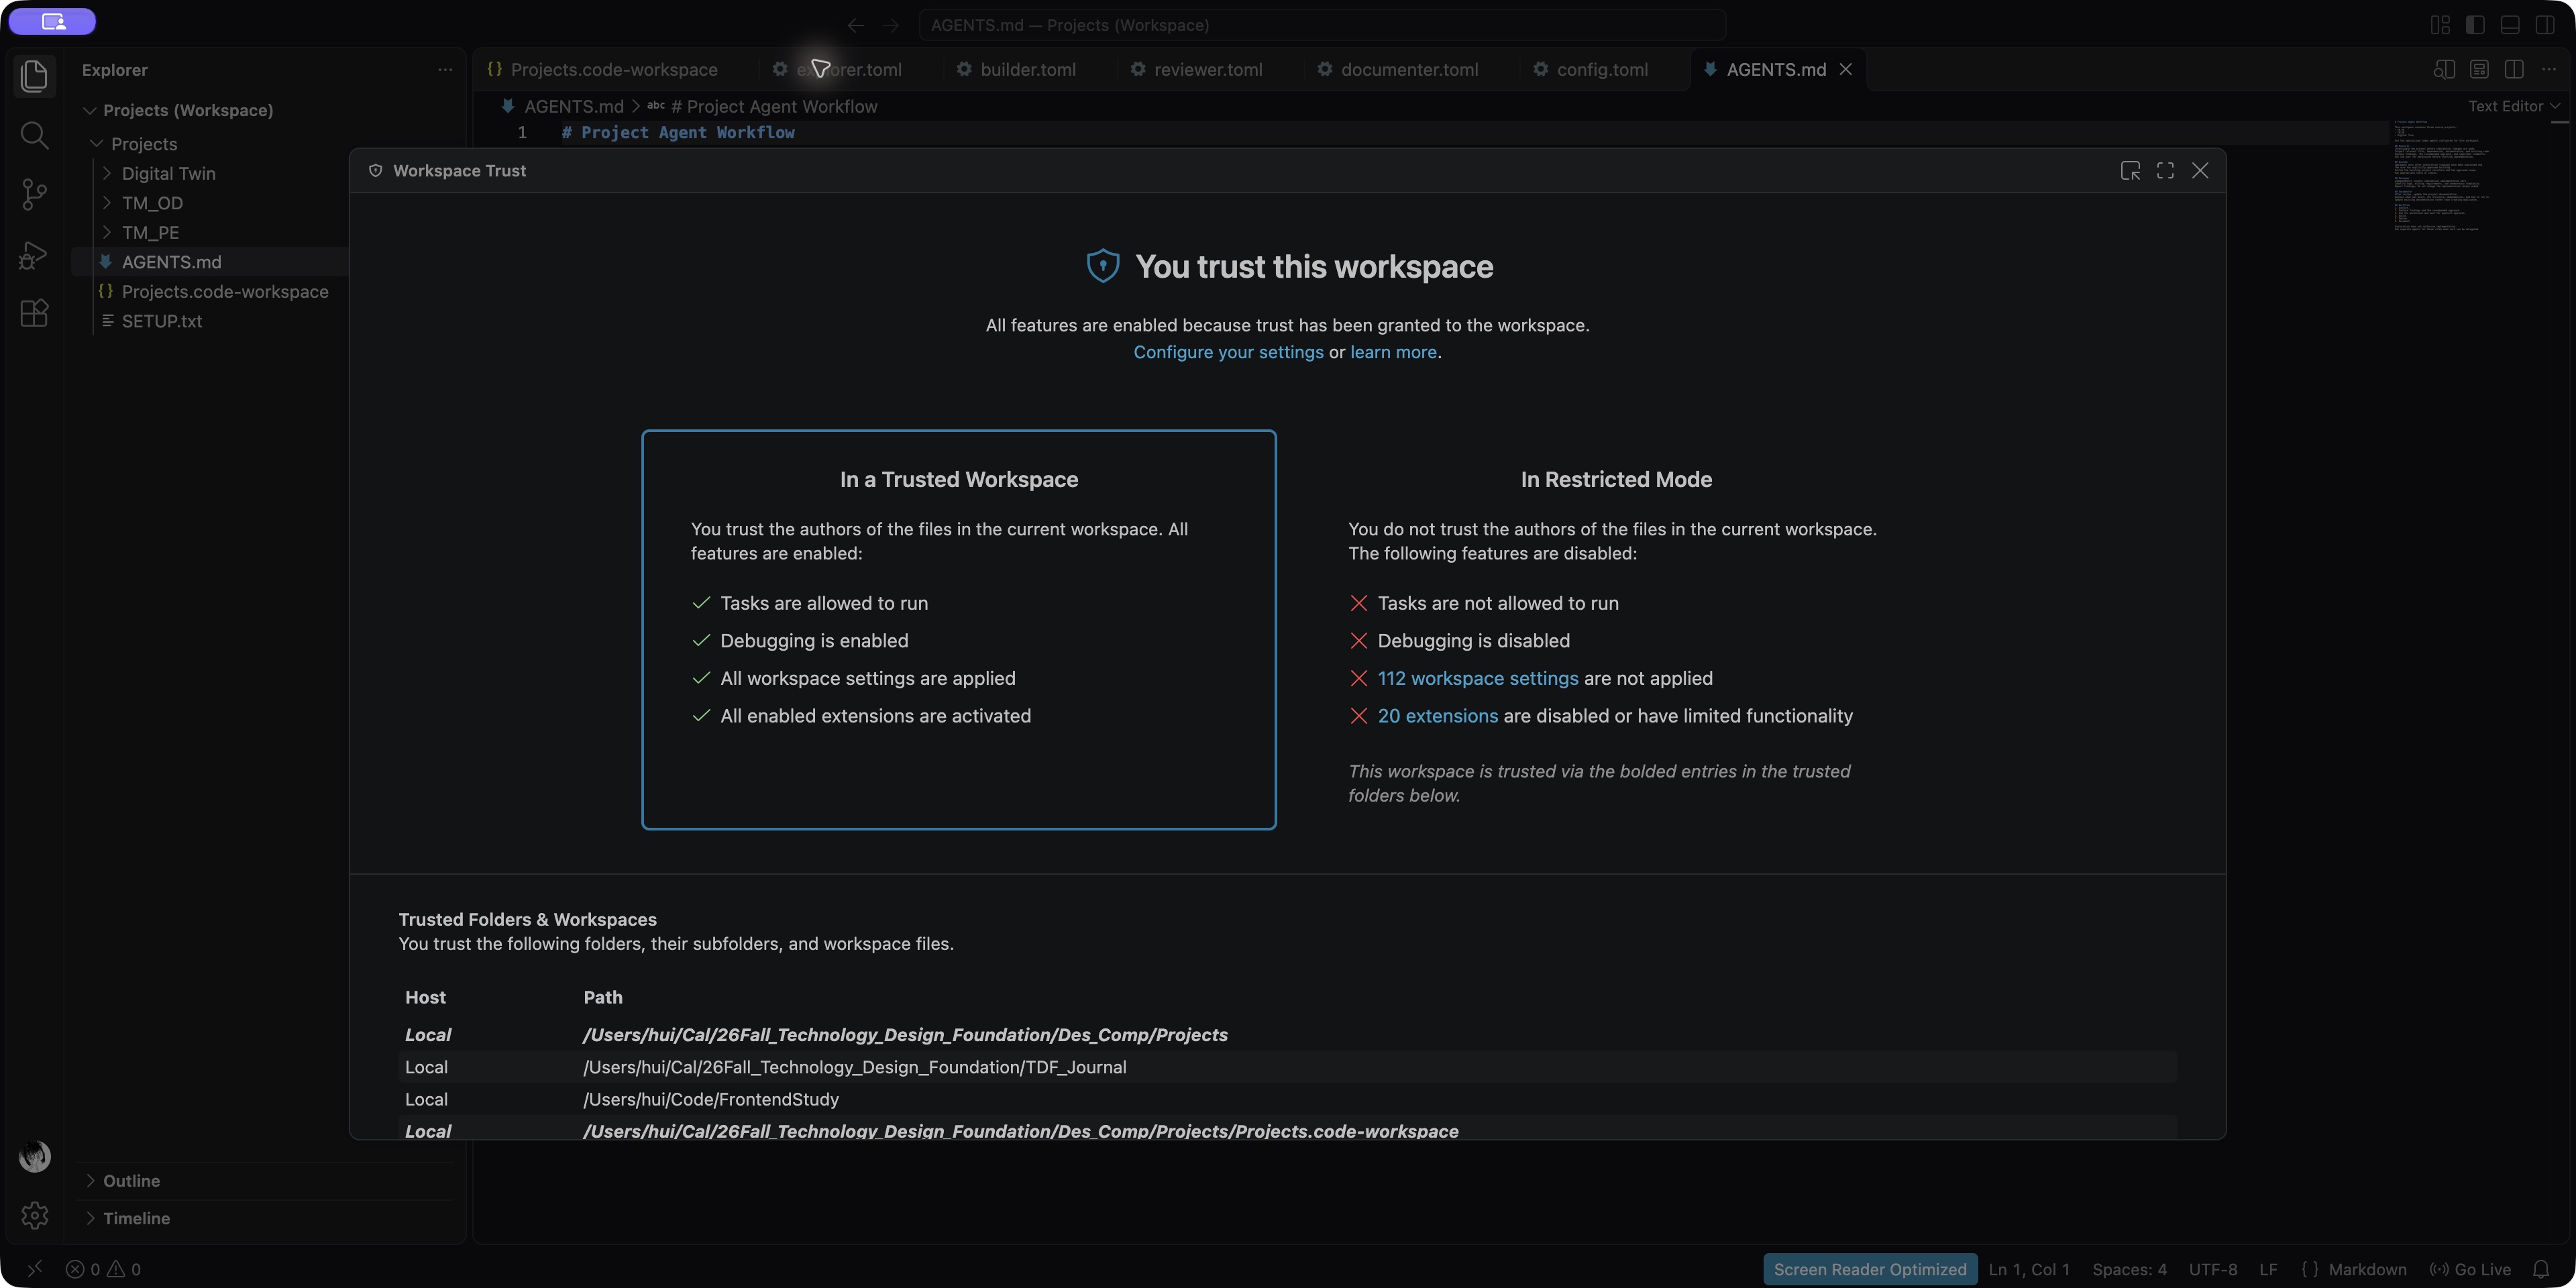 AGENTS.md — Projects (Workspace)
Explorer
Projects.code-workspace
builder.toml
reviewer.toml
documenter.toml
config.toml
AGENTS.md
Projects (Workspace)
AGENTS.md > abc # Project Agent Workflow
Text Editor
1 # Project Agent Workflow
Projects
Digital Twin
TM_OD
TM_PE
AGENTS.md
Projects.code-workspace
SETUP.txt
Workspace Trust
You trust this workspace
All features are enabled because trust has been granted to the workspace.
Configure your settings or learn more.
In a Trusted Workspace
You trust the authors of the files in the current workspace. All
features are enabled:
Tasks are allowed to run
Debugging is enabled
All workspace settings are applied
All enabled extensions are activated
In Restricted Mode
You do not trust the authors of the files in the current workspace.
The following features are disabled:
Tasks are not allowed to run
Debugging is disabled
112 workspace settings are not applied
20 extensions are disabled or have limited functionality
This workspace is trusted via the bolded entries in the trusted
folders below.
Trusted Folders & Workspaces
You trust the following folders, their subfolders, and workspace files.
Host Path
Local /Users/hui/Cal/26Fall_Technology_Design_Foundation/Des_Comp/Projects
Local /Users/hui/Cal/26Fall_Technology_Design_Foundation/TDF_Journal
Local /Users/hui/Code/FrontendStudy
Local /Users/hui/Cal/26Fall_Technology_Design_Foundation/Des_Comp/Projects/Projects.code-workspace
Outline
Timeline
0 0
Screen Reader Optimized
Ln 1, Col 1
Spaces: 4
UTF-8
LF
{ } Markdown
Go Live